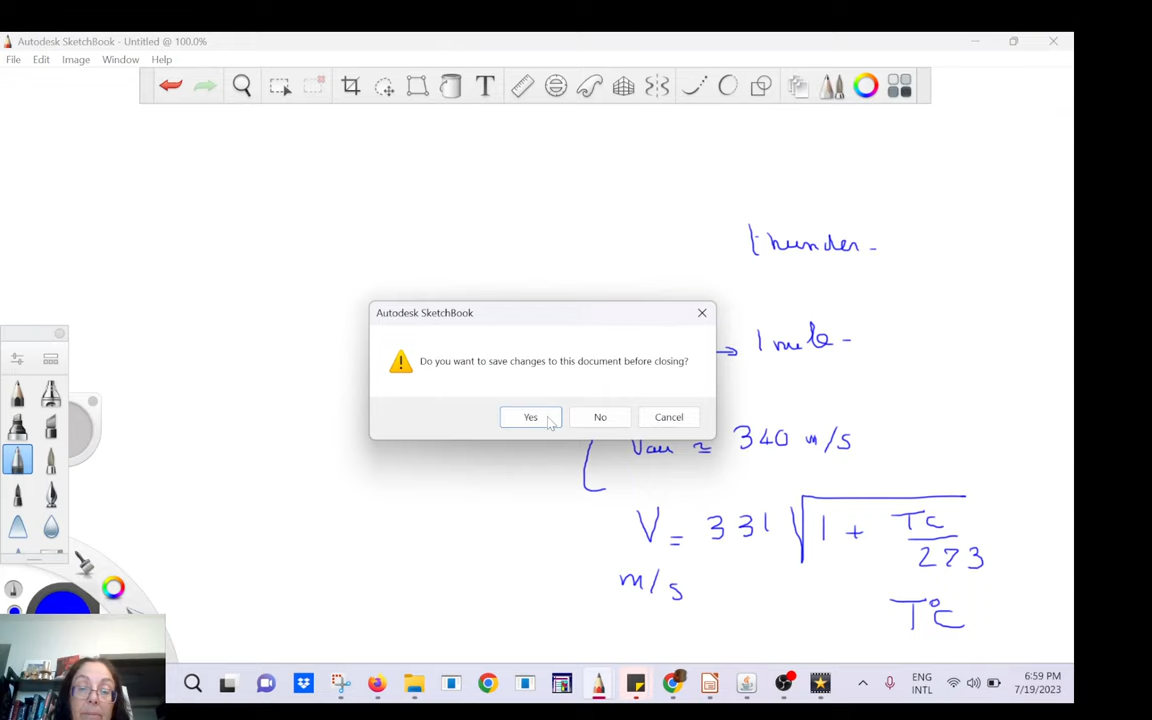 Autodesk SketchBook - Untitled @ 100.0%
File Edit Image Window Help
T
thunder -
Autodesk SketchBook
Do you want to save changes to this document before closing?
Yes No Cancel
→ 1 mile -
Vair ≃ 340 m/s
V = 331 √1 + TC/273
m/s
T°C
ENG
INTL
6:59 PM
7/19/2023